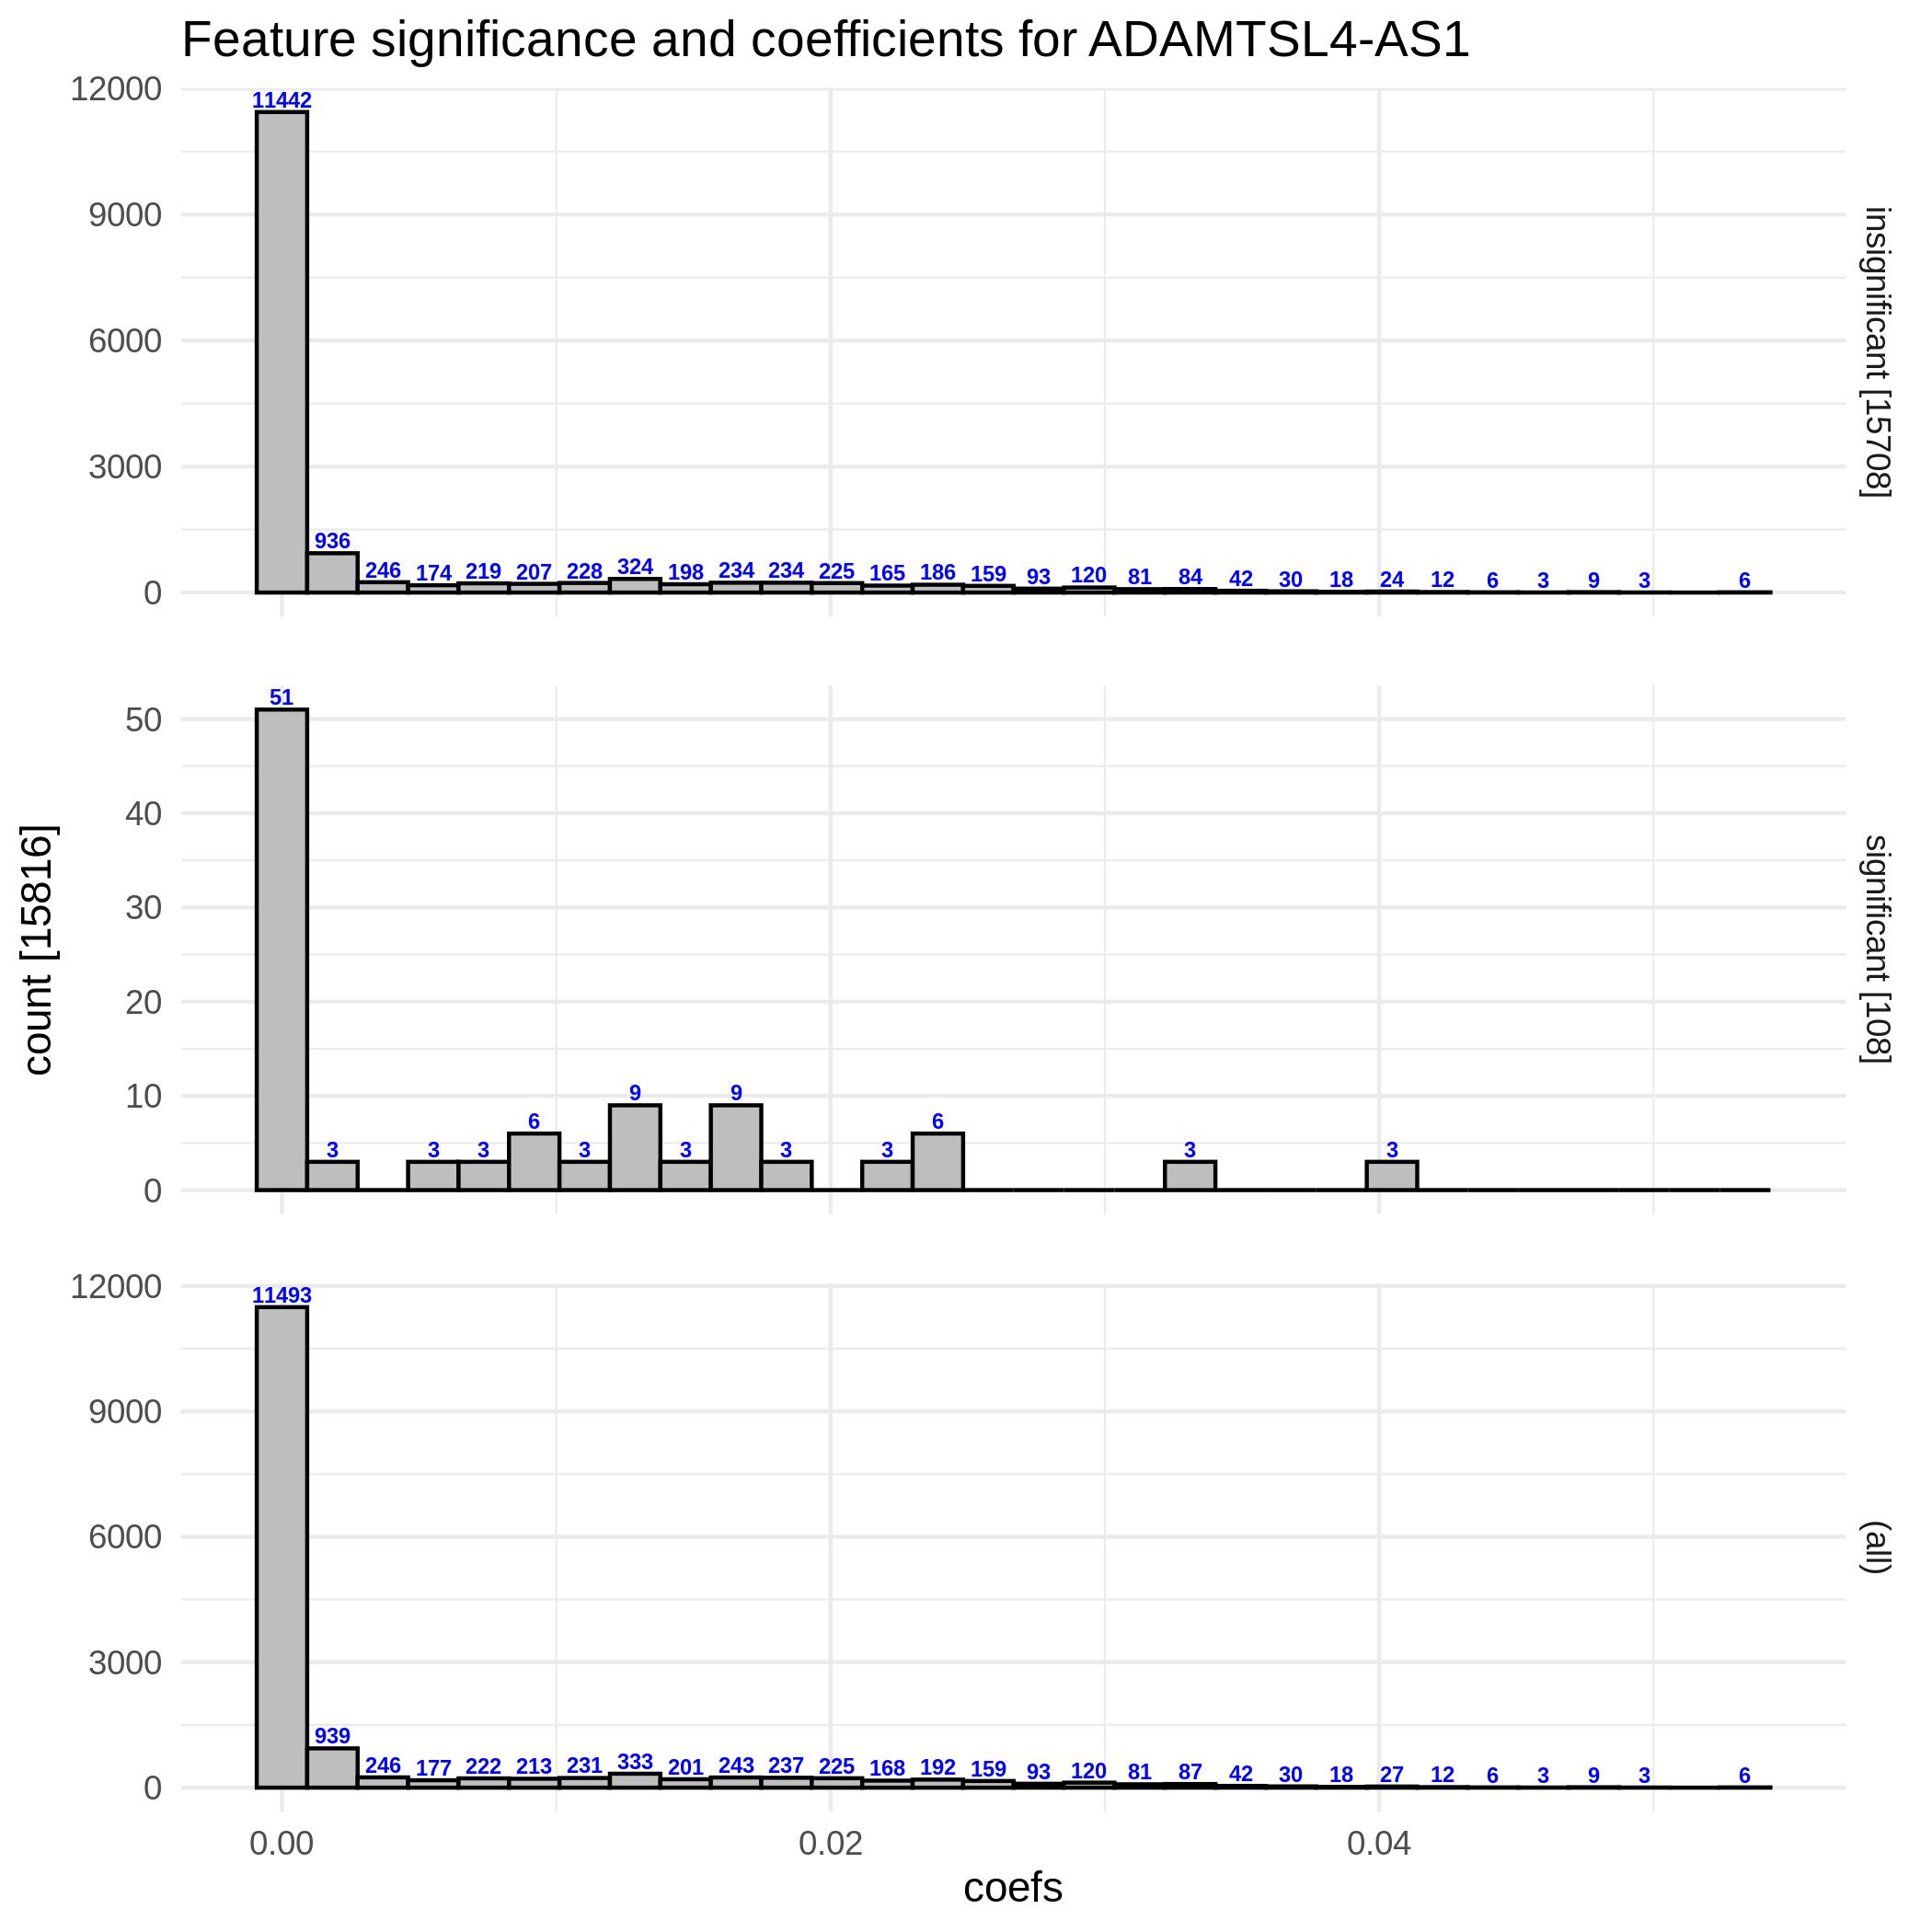 Feature significance and coefficients for ADAMTSL4-AS1
12000
9000
6000
3000
0
11442
936 246 174 219 207 228 324 198 234 234 225 165 186 159 93 120 81 84 42 30 18 24 12 6 3 9 3 6
insignificant [15708]
50
40
30
20
10
0
51
3 3 3 6 3 9 3 9 3 3 6 3 3
significant [108]
count [15816]
12000
9000
6000
3000
0
11493
939 246 177 222 213 231 333 201 243 237 225 168 192 159 93 120 81 87 42 30 18 27 12 6 3 9 3 6
(all)
0.00 0.02 0.04
coefs